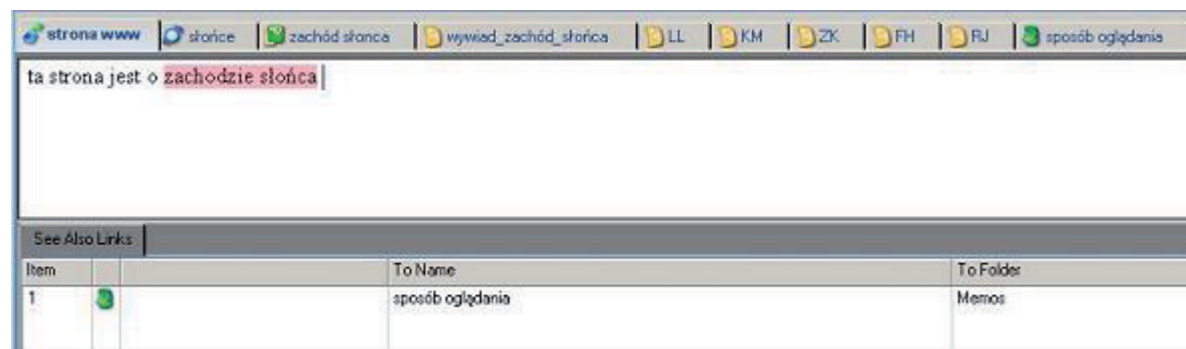 strona www słońce zachód słonca wywiad_zachód_słońca LL KM ZK FH RJ sposób oglądania
ta strona jest o zachodzie słońca
See Also Links
Item To Name To Folder
1 sposób oglądania Memos